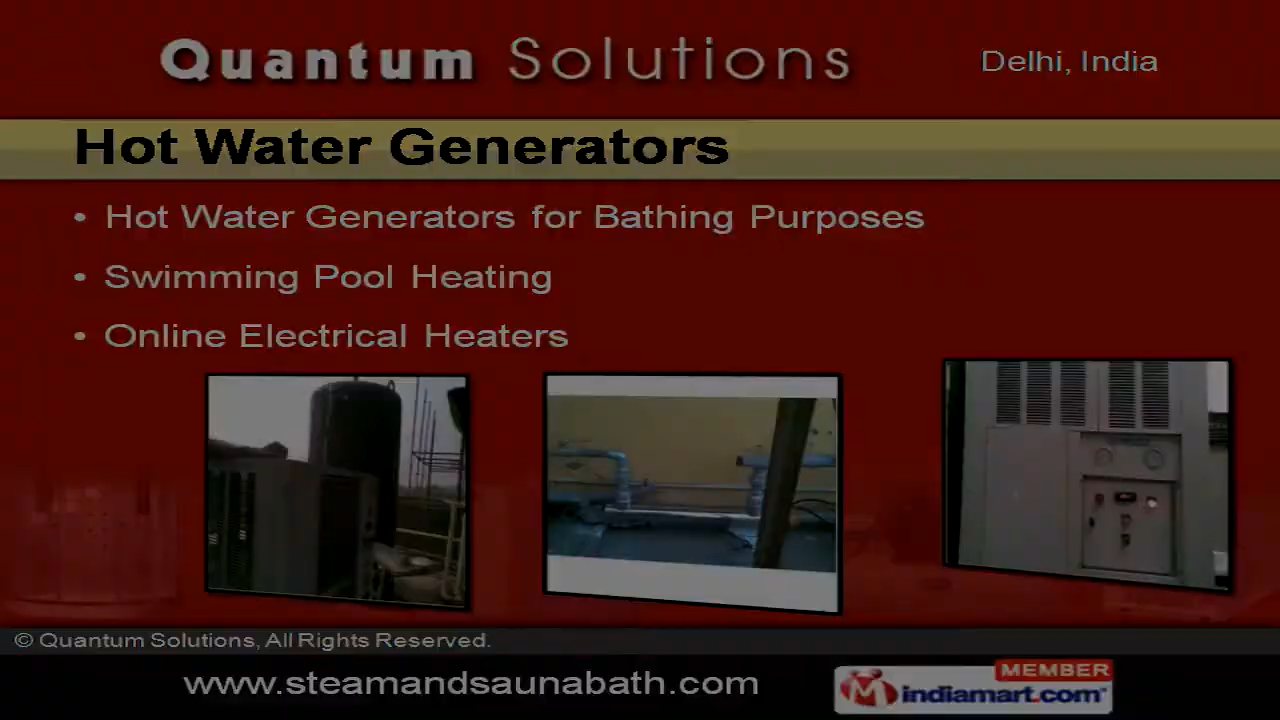 Quantum Solutions
Delhi, India
Hot Water Generators
• Hot Water Generators for Bathing Purposes
• Swimming Pool Heating
• Online Electrical Heaters
© Quantum Solutions, All Rights Reserved.
www.steamandsaunabath.com
MEMBER
indiamart.com